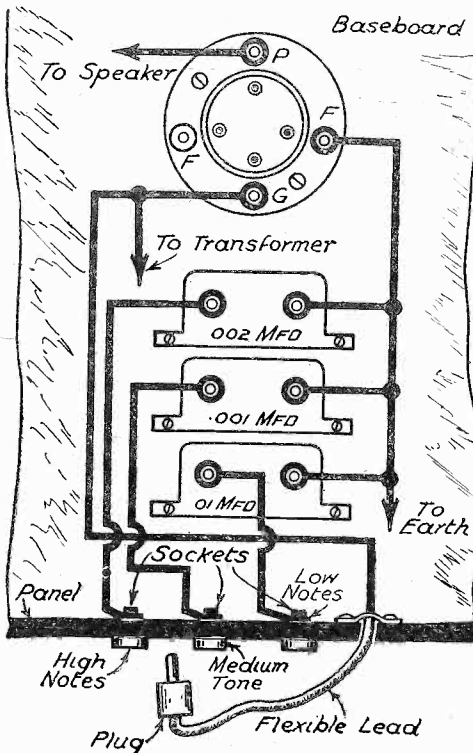 Baseboard
To Speaker
P
F
F
G
To Transformer
.002 MFD
.001 MFD
.01 MFD
To
Earth
Sockets
Low
Notes
Panel
High
Notes
Medium
Tone
Plug
Flexible Lead